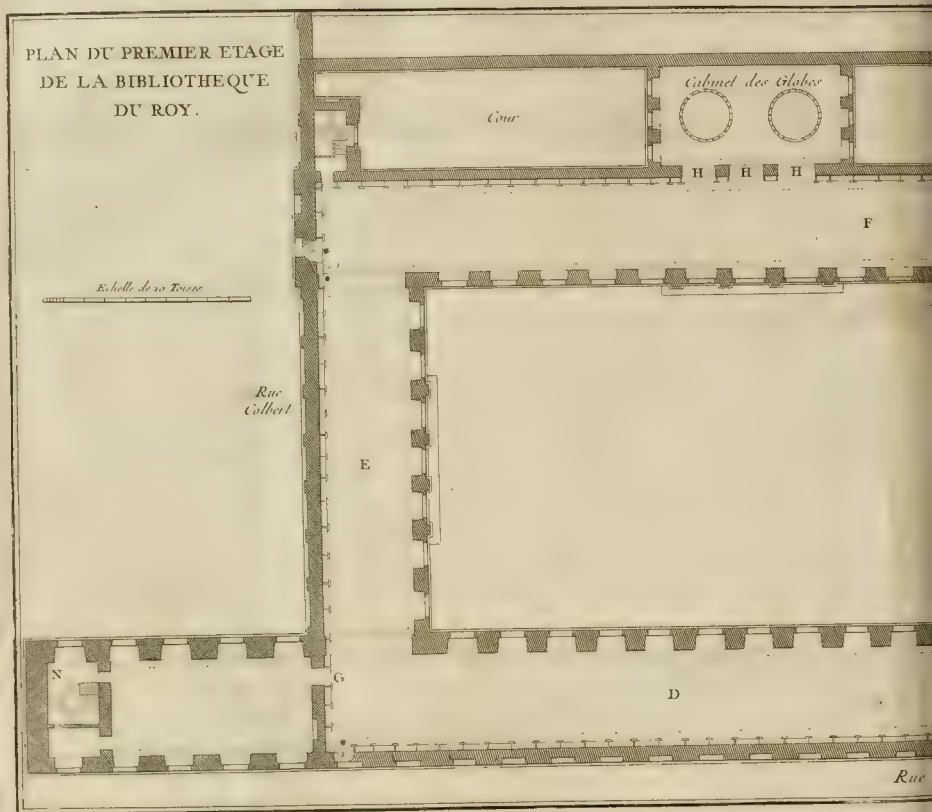 PLAN DU PREMIER ETAGE
DE LA BIBLIOTHEQUE
DU ROY.
Cour
Cabinet des Globes
H H H
F
Echelle de 10 Toises
Rue
Colbert
E
N
G
D
Rue